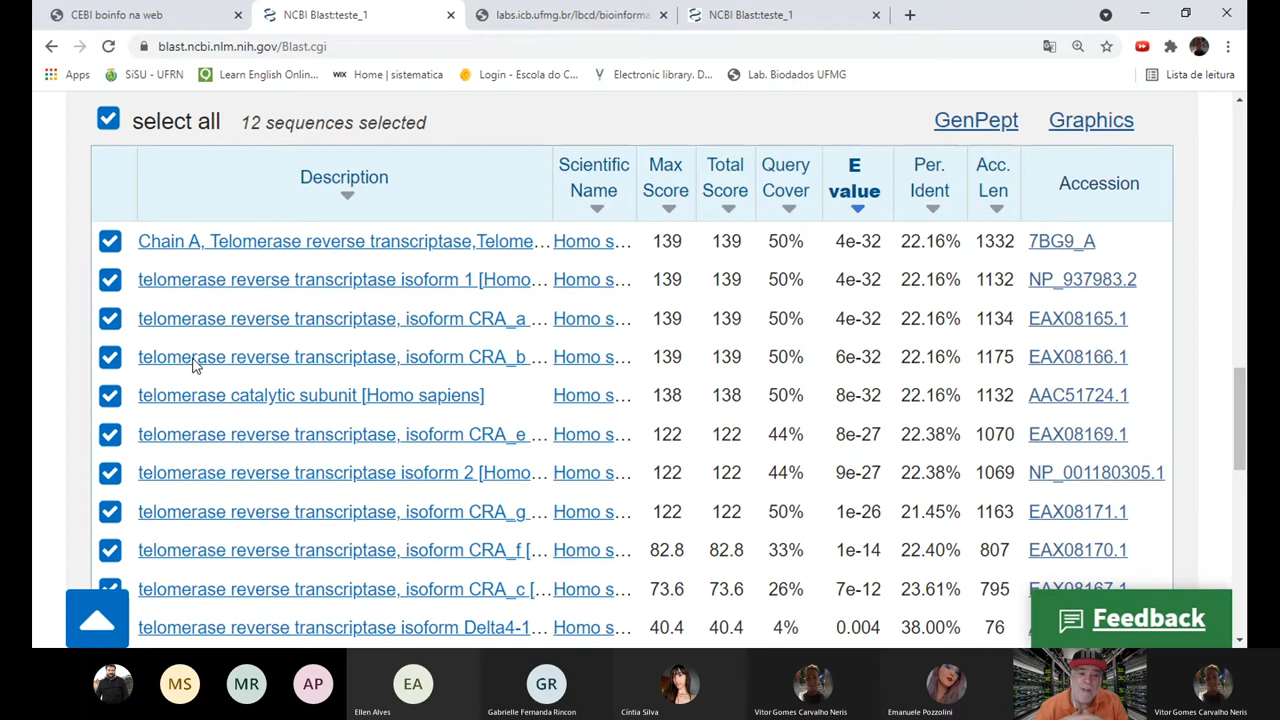 CEBI boinfo na web
NCBI Blast:teste_1
labs.icb.ufmg.br/lbcd/bioinforma
NCBI Blast:teste_1
blast.ncbi.nlm.nih.gov/Blast.cgi
Apps
SiSU - UFRN
Learn English Onlin...
WIX
Home | sistematica
Login - Escola do C...
Electronic library. D...
Lab. Biodados UFMG
Lista de leitura
select all 12 sequences selected GenPept Graphics
Description Scientific Name Max Score Total Score Query Cover E value Per. Ident Acc. Len Accession
Chain A, Telomerase reverse transcriptase,Telome... Homo s... 139 139 50% 4e-32 22.16% 1332 7BG9_A
telomerase reverse transcriptase isoform 1 [Homo... Homo s... 139 139 50% 4e-32 22.16% 1132 NP_937983.2
telomerase reverse transcriptase, isoform CRA_a ... Homo s... 139 139 50% 4e-32 22.16% 1134 EAX08165.1
telomerase reverse transcriptase, isoform CRA_b ... Homo s... 139 139 50% 6e-32 22.16% 1175 EAX08166.1
telomerase catalytic subunit [Homo sapiens] Homo s... 138 138 50% 8e-32 22.16% 1132 AAC51724.1
telomerase reverse transcriptase, isoform CRA_e ... Homo s... 122 122 44% 8e-27 22.38% 1070 EAX08169.1
telomerase reverse transcriptase isoform 2 [Homo... Homo s... 122 122 44% 9e-27 22.38% 1069 NP_001180305.1
telomerase reverse transcriptase, isoform CRA_g ... Homo s... 122 122 50% 1e-26 21.45% 1163 EAX08171.1
telomerase reverse transcriptase, isoform CRA_f [... Homo s... 82.8 82.8 33% 1e-14 22.40% 807 EAX08170.1
telomerase reverse transcriptase, isoform CRA_c [... Homo s... 73.6 73.6 26% 7e-12 23.61% 795 EAX08167.1
telomerase reverse transcriptase isoform Delta4-1... Homo s... 40.4 40.4 4% 0.004 38.00% 76
Feedback
MS MR AP EA GR
Ellen Alves
Gabrielle Fernanda Rincon
Cíntia Silva
Vitor Gomes Carvalho Neris
Emanuele Pozzolini
Vitor Gomes Carvalho Neris